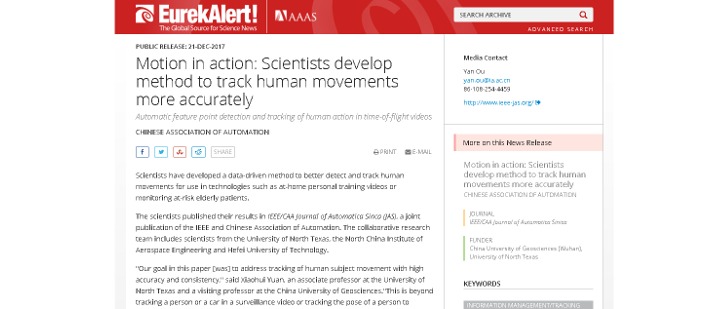 EurekAlert!
AAAS
The Global Source for Science News
SEARCH ARCHIVE
ADVANCED SEARCH
PUBLIC RELEASE: 21-DEC-2017
Motion in action: Scientists develop
method to track human movements
more accurately
Automatic feature point detection and tracking of human action in time-of-flight videos
CHINESE ASSOCIATION OF AUTOMATION
SHARE
PRINT
E-MAIL
Scientists have developed a data-driven method to better detect and track human
movements for use in technologies such as at-home personal training videos or
monitoring at-risk elderly patients.
The scientists published their results in IEEE/CAA Journal of Automatica Sinca (JAS), a joint
publication of the IEEE and Chinese Association of Automation. The collaborative research
team includes scientists from the University of North Texas, the North China Institute of
Aerospace Engineering and Hefei University of Technology.
"Our goal in this paper [was] to address tracking of human subject movement with high
accuracy and consistency," said Xiaohui Yuan, an associate professor at the University of
North Texas and a visiting professor at the China University of Geosciences."This is beyond
tracking a person or a car in a surveillance video or tracking the pose of a person to
Media Contact
Yan Ou
yan.ou@ia.ac.cn
86-108-254-4459
http://www.ieee-jas.org/
More on this News Release
Motion in action: Scientists
develop method to track human
movements more accurately
CHINESE ASSOCIATION OF AUTOMATION
JOURNAL
IEEE/CAA Journal of Automatica Sinca
FUNDER
China University of Geosciences (Wuhan),
University of North Texas
KEYWORDS
INFORMATION MANAGEMENT/TRACKING